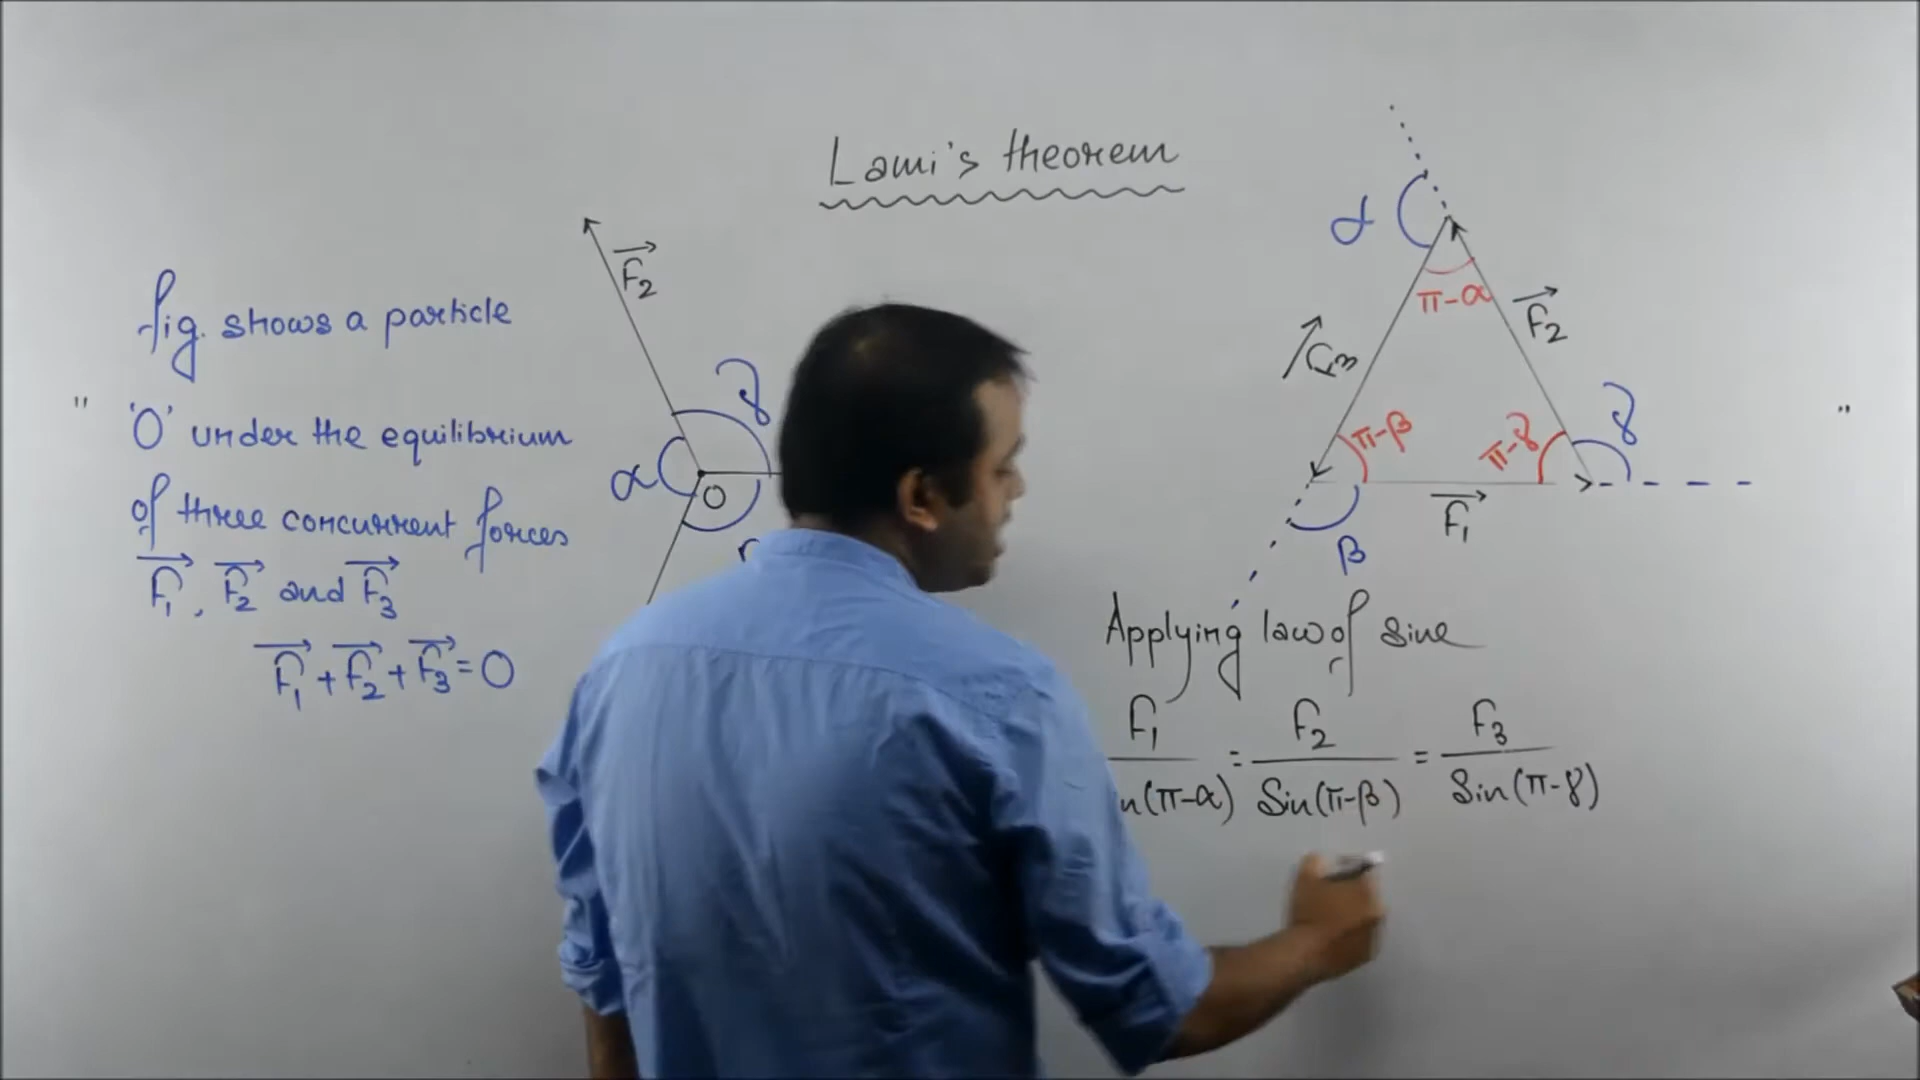 Lami's theorem
fig. shows a particle
'O' under the equilibrium
of three concurrent forces
F₁, F₂ and F₃
F₁ + F₂ + F₃ = 0
F₂
γ
α
O
α
π-α
F₂
F₃
π-β
π-γ
γ
F₁
β
Applying law of sine
F₁ = F₂ = F₃
n(π-α) Sin(π-β) Sin(π-γ)